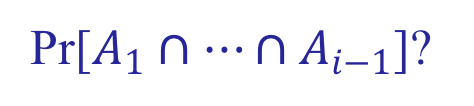 Pr[𝐴₁ ∩ ⋯ ∩ 𝐴ᵢ₋₁]?